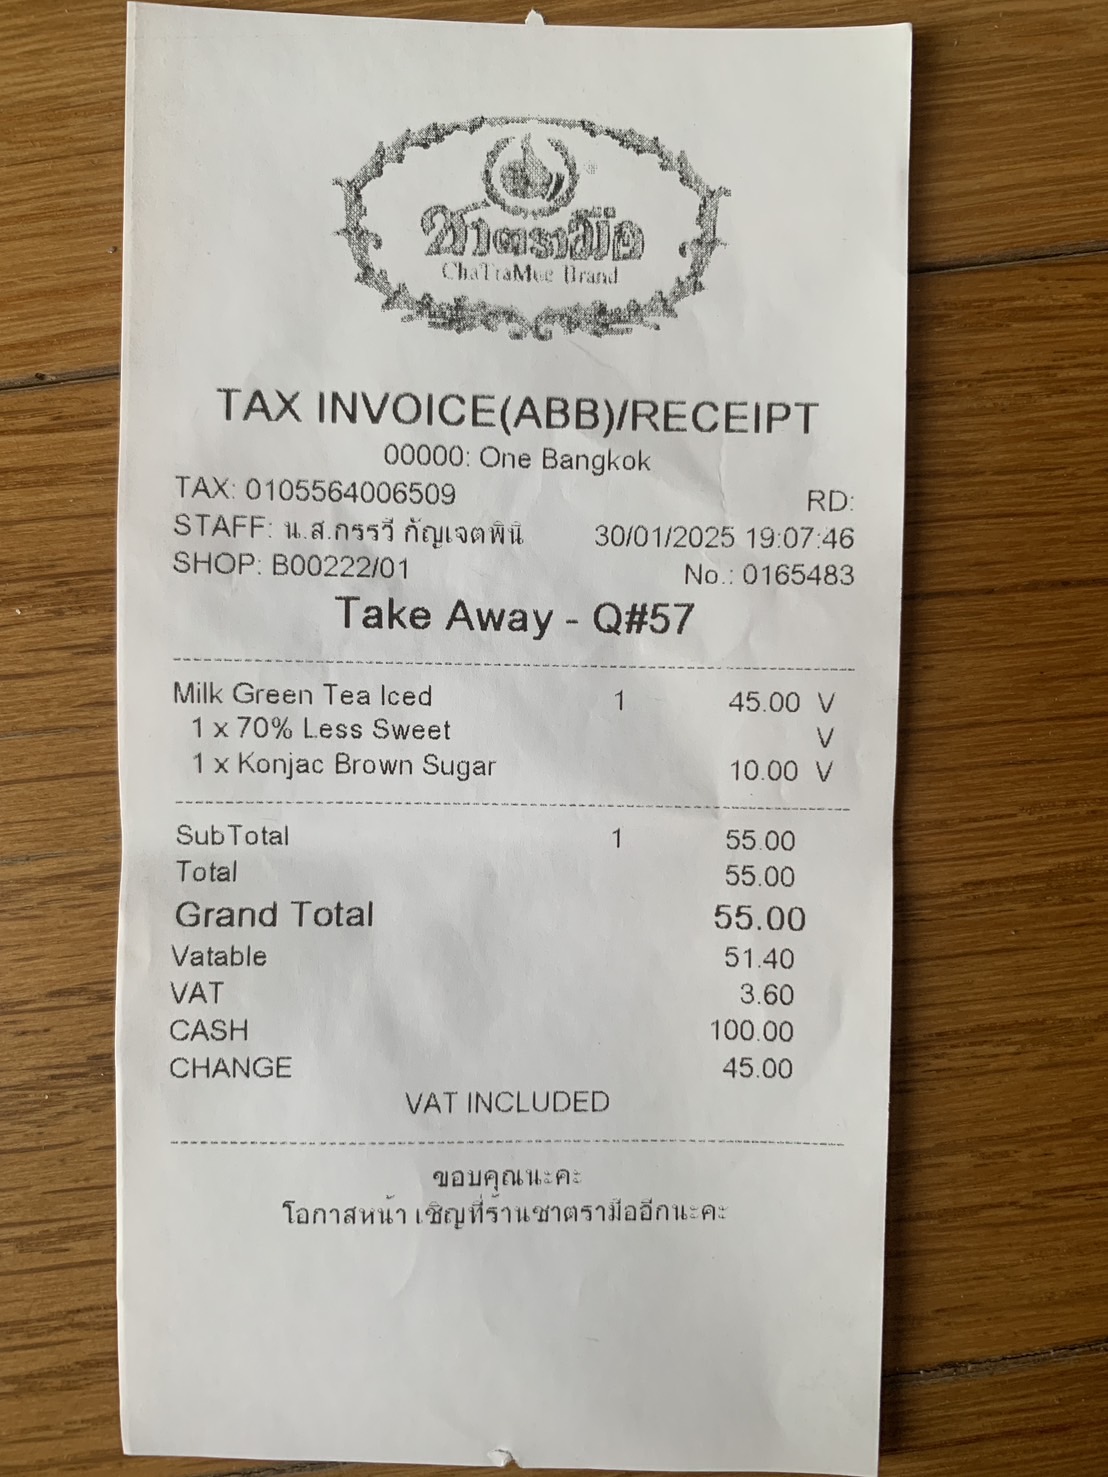 ชาตรามือ
ChaTraMue Brand
TAX INVOICE(ABB)/RECEIPT
00000: One Bangkok
TAX: 0105564006509 RD:
STAFF: น.ส.กรรวี กัญเจตพินิ 30/01/2025 19:07:46
SHOP: B00222/01 No.: 0165483
Take Away - Q#57
Milk Green Tea Iced 1 45.00 V
1 x 70% Less Sweet V
1 x Konjac Brown Sugar 10.00 V
SubTotal 1 55.00
Total 55.00
Grand Total 55.00
Vatable 51.40
VAT 3.60
CASH 100.00
CHANGE 45.00
VAT INCLUDED
ขอบคุณนะคะ
โอกาสหน้า เชิญที่ร้านชาตรามืออีกนะคะ